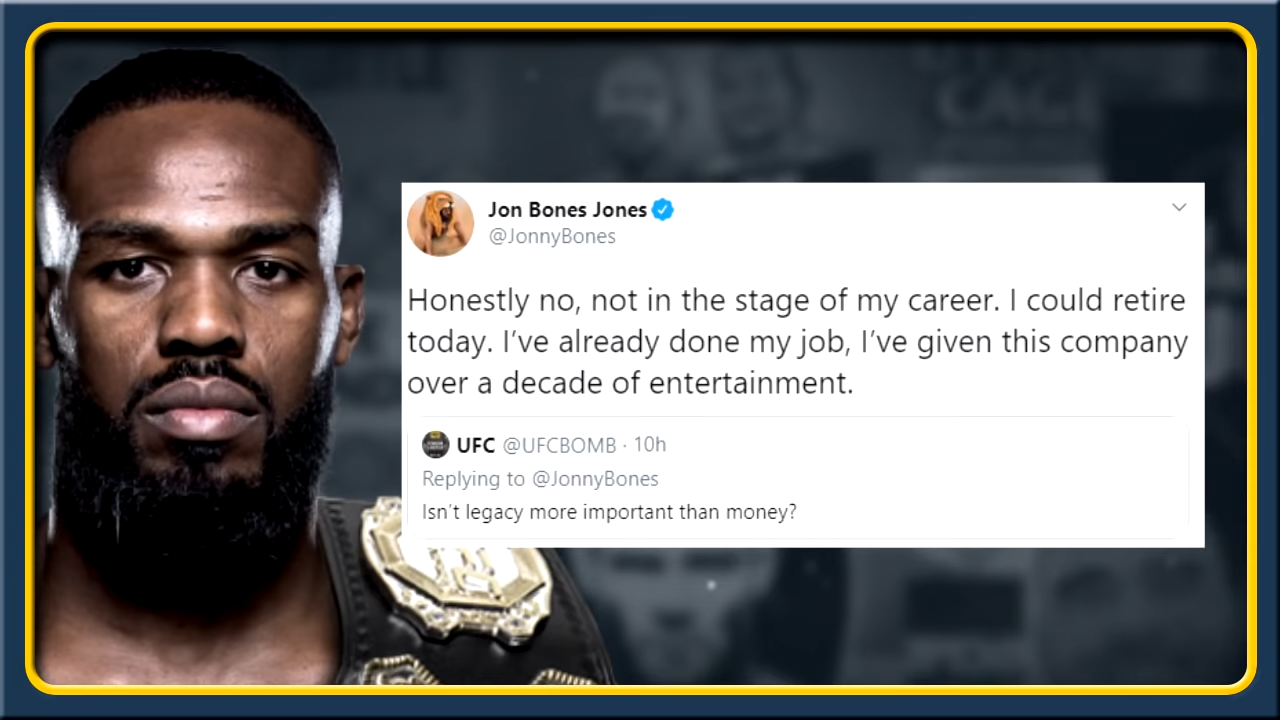 CAGE
Jon Bones Jones
@JonnyBones
Honestly no, not in the stage of my career. I could retire
today. I’ve already done my job, I’ve given this company
over a decade of entertainment.
UFC @UFCBOMB · 10h
Replying to @JonnyBones
Isn't legacy more important than money?